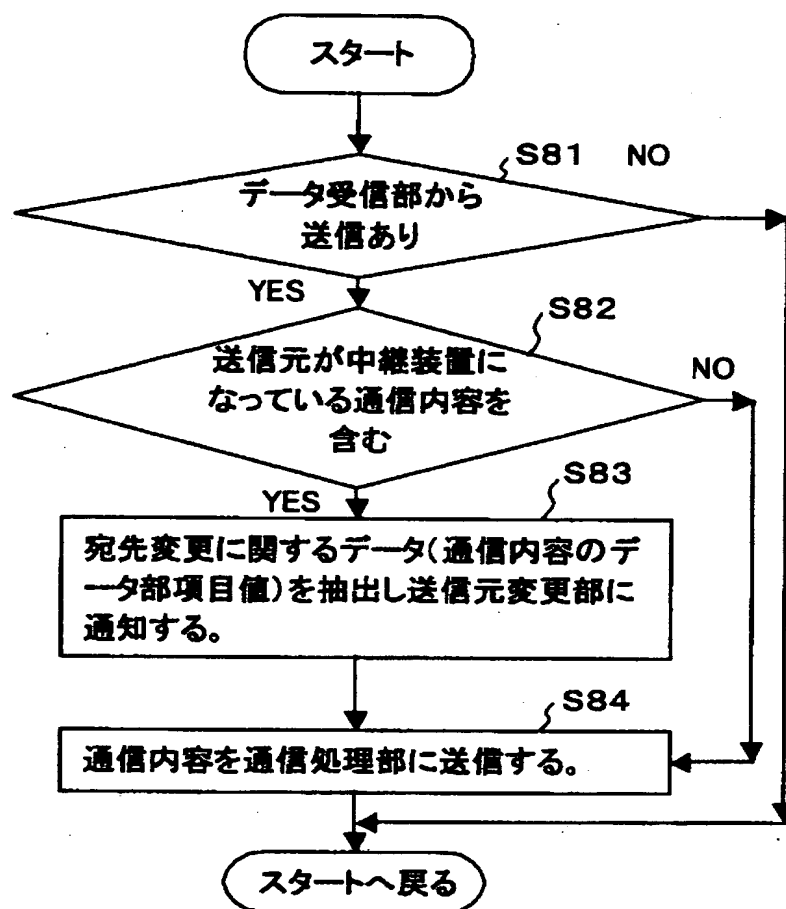 スタート
S81 NO
データ受信部から
送信あり
YES
S82
送信元が中継装置に
なっている通信内容を
含む
NO
YES
S83
宛先変更に関するデータ（通信内容のデ
ータ部項目値）を抽出し送信元変更部に
通知する。
S84
通信内容を通信処理部に送信する。
スタートへ戻る